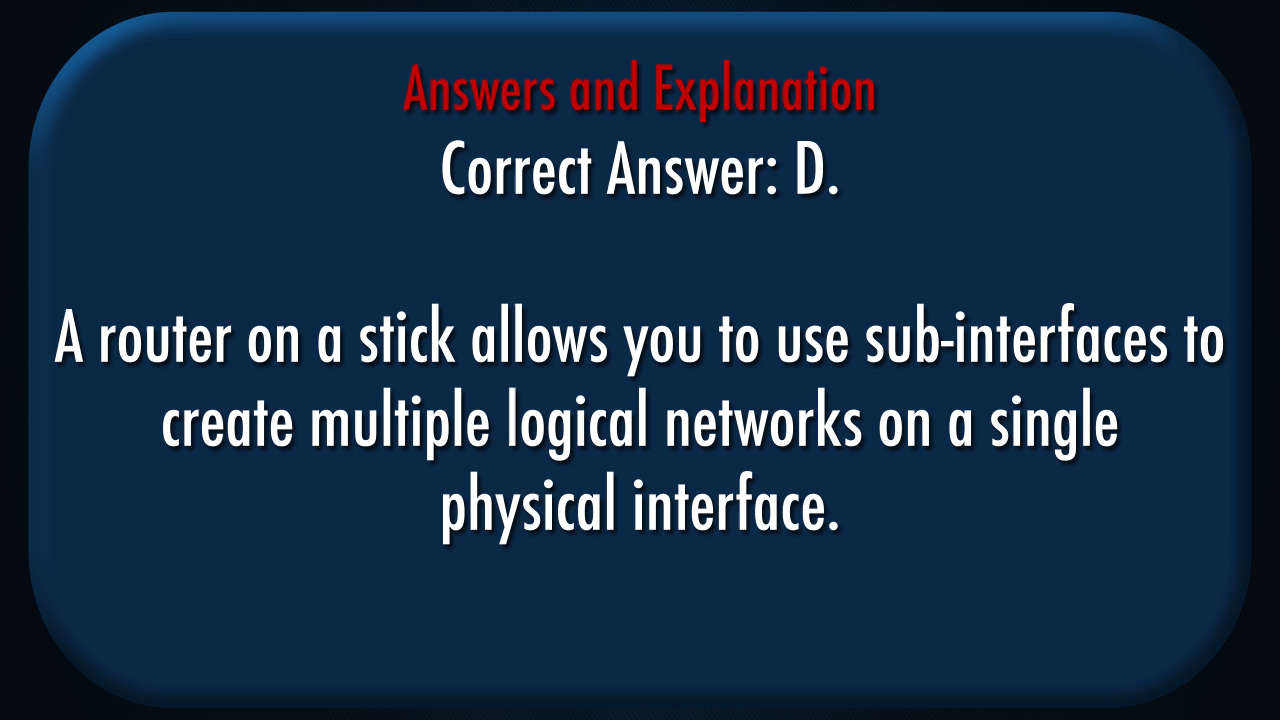 Answers and Explanation
Correct Answer: D.
A router on a stick allows you to use sub-interfaces to
create multiple logical networks on a single
physical interface.